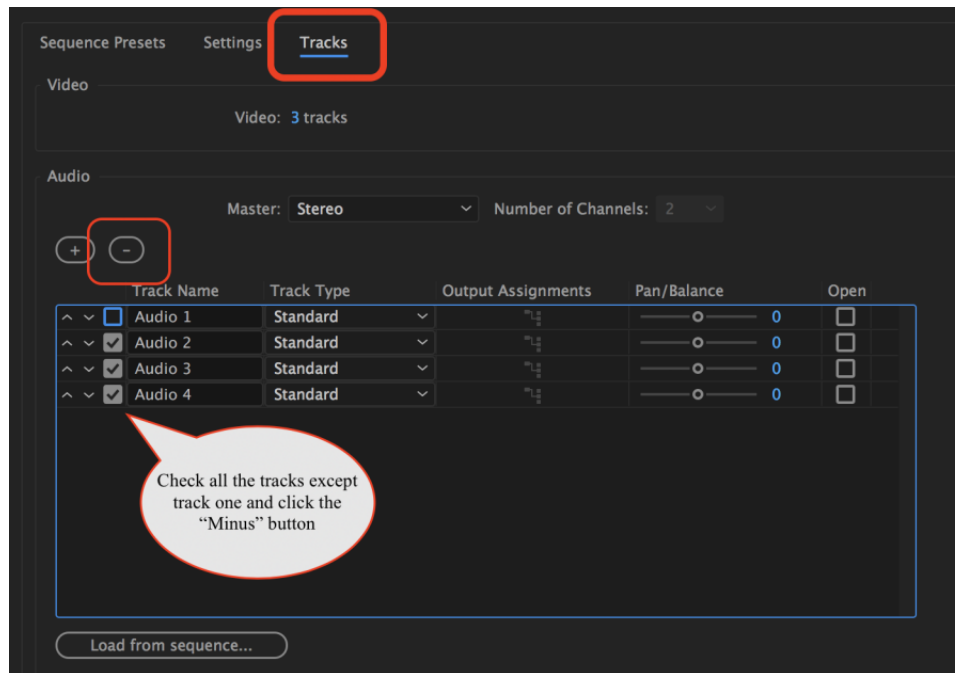 Sequence Presets Settings Tracks
Video
Video: 3 tracks
Audio
Master: Stereo Number of Channels: 2
+ -
Track Name Track Type Output Assignments Pan/Balance Open
Audio 1 Standard 0
Audio 2 Standard 0
Audio 3 Standard 0
Audio 4 Standard 0
Check all the tracks except
track one and click the
“Minus” button
Load from sequence...